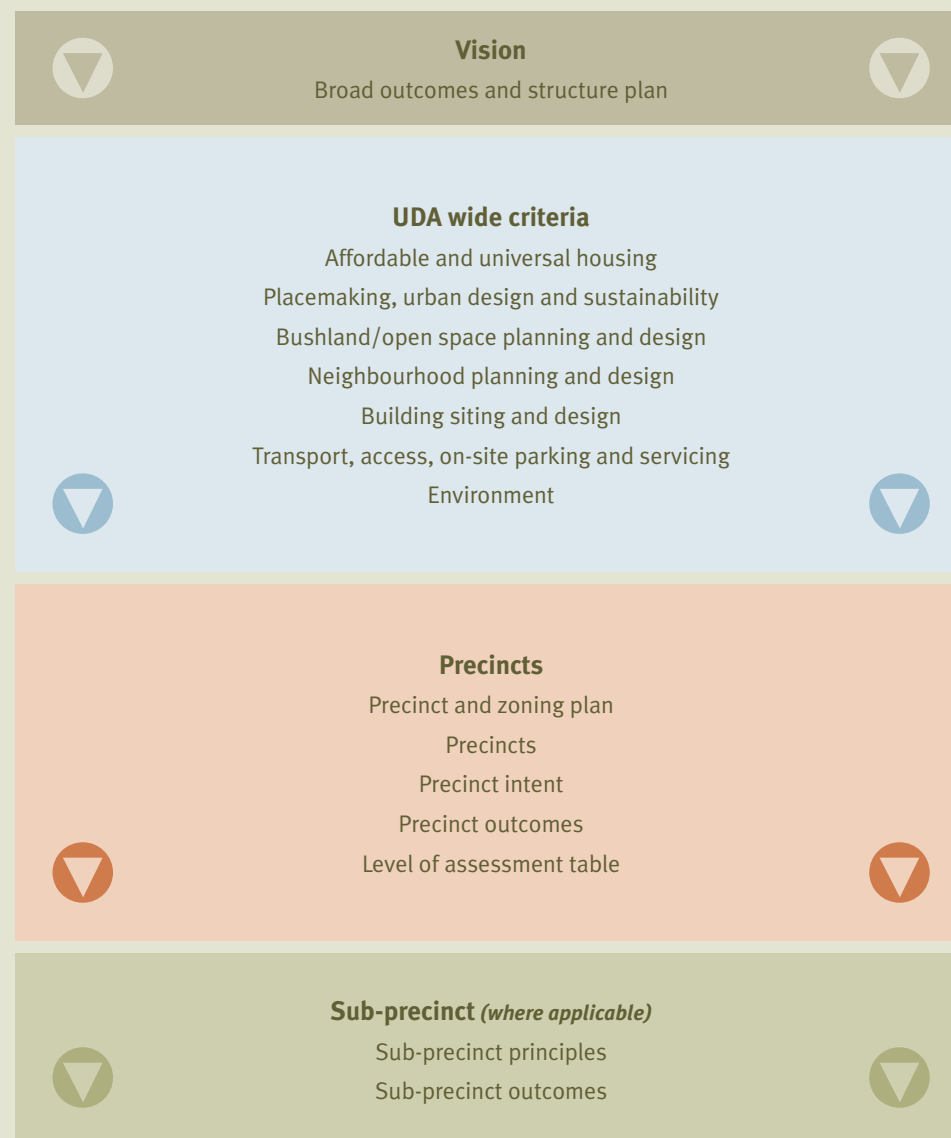 Vision
Broad outcomes and structure plan
UDA wide criteria
Affordable and universal housing
Placemaking, urban design and sustainability
Bushland/open space planning and design
Neighbourhood planning and design
Building siting and design
Transport, access, on-site parking and servicing
Environment
Precincts
Precinct and zoning plan
Precincts
Precinct intent
Precinct outcomes
Level of assessment table
Sub-precinct (where applicable)
Sub-precinct principles
Sub-precinct outcomes